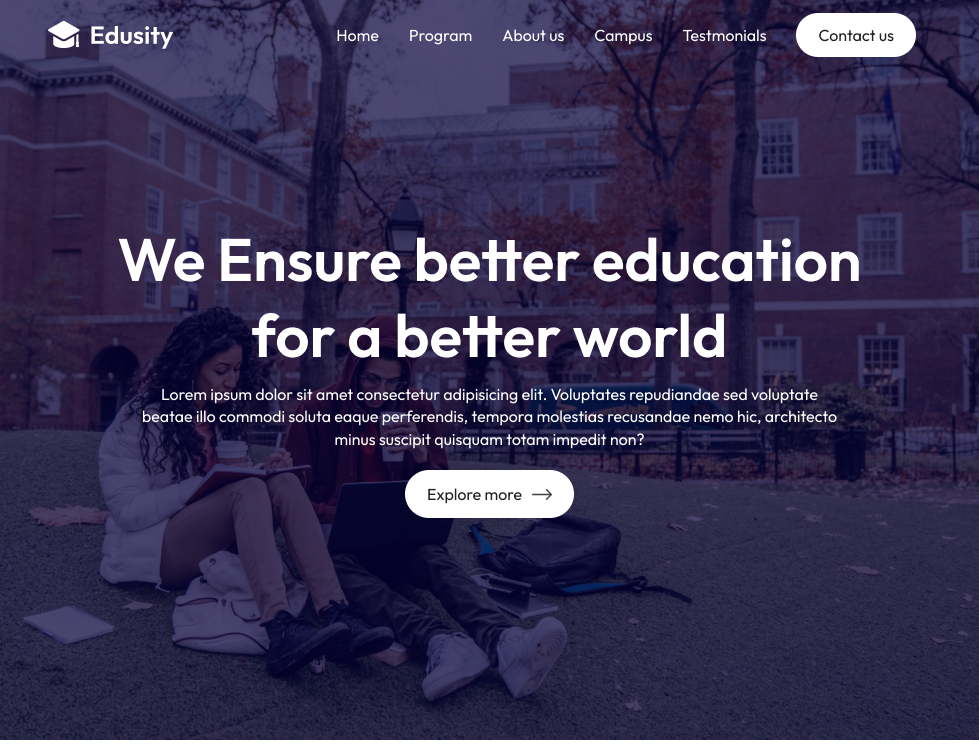 Edusity
Home
Program
About us
Campus
Testmonials
Contact us
We Ensure better education
for a better world
Lorem ipsum dolor sit amet consectetur adipisicing elit. Voluptates repudiandae sed voluptate
beatae illo commodi soluta eaque perferendis, tempora molestias recusandae nemo hic, architecto
minus suscipit quisquam totam impedit non?
Explore more